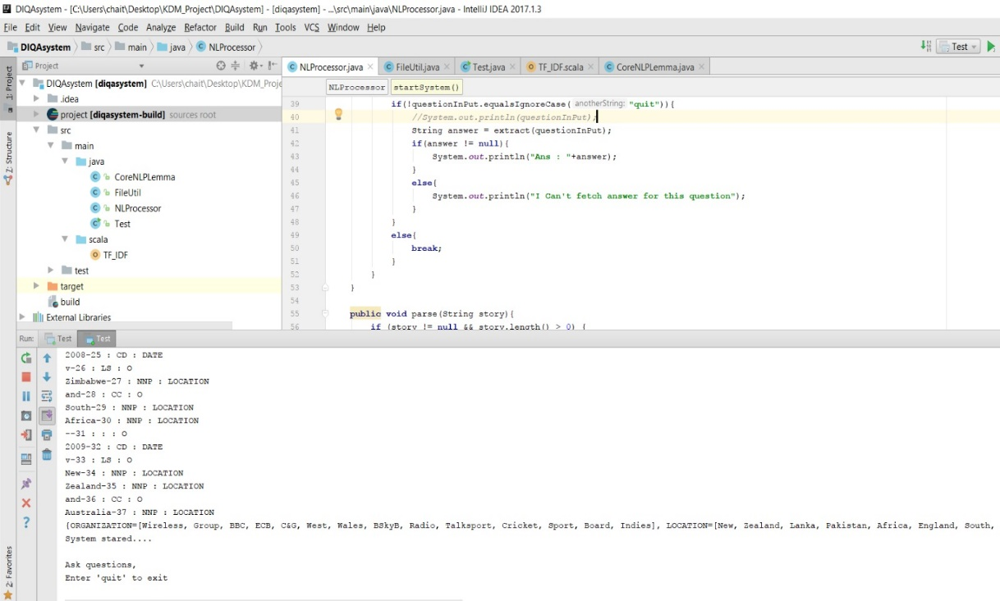 DIQAsystem - [C:\Users\chait\Desktop\KDM_Project\DIQAsystem] - [diqasystem] - ...\src\main\java\NLProcessor.java - IntelliJ IDEA 2017.1.3
File Edit View Navigate Code Analyze Refactor Build Run Tools VCS Window Help
DIQAsystem src main java NLProcessor Test
Project
NLProcessor.java FileUtil.java Test.java TF_IDF.scala CoreNLPLemma.java
1: Project
Z: Structure
2: Favorites
DIQAsystem [diqasystem] C:\Users\chait\Desktop\KDM_Proje
.idea
project [diqasystem-build] sources root
src
main
java
CoreNLPLemma
FileUtil
NLProcessor
Test
scala
TF_IDF
test
target
build
External Libraries
NLProcessor startSystem()
39 if(!questionInPut.equalsIgnoreCase( anotherString: "quit")){
40 //System.out.println(questionInPut);
41 String answer = extract(questionInPut);
42 if(answer != null){
43 System.out.println("Ans : "+answer);
44 }
45 else{
46 System.out.println("I Can't fetch answer for this question");
47 }
48 }
49 else{
50 break;
51 }
52 }
53 }
54
55 public void parse(String story){
56 if (story != null && story.length() > 0) {
Run: Test Test
2008-25 : CD : DATE
v-26 : LS : O
Zimbabwe-27 : NNP : LOCATION
and-28 : CC : O
South-29 : NNP : LOCATION
Africa-30 : NNP : LOCATION
--31 : : : O
2009-32 : CD : DATE
v-33 : LS : O
New-34 : NNP : LOCATION
Zealand-35 : NNP : LOCATION
and-36 : CC : O
Australia-37 : NNP : LOCATION
{ORGANIZATION=[Wireless, Group, BBC, ECB, C&G, West, Wales, BSkyB, Radio, Talksport, Cricket, Sport, Board, Indies], LOCATION=[New, Zealand, Lanka, Pakistan, Africa, England, South,
System stared....
Ask questions,
Enter 'quit' to exit